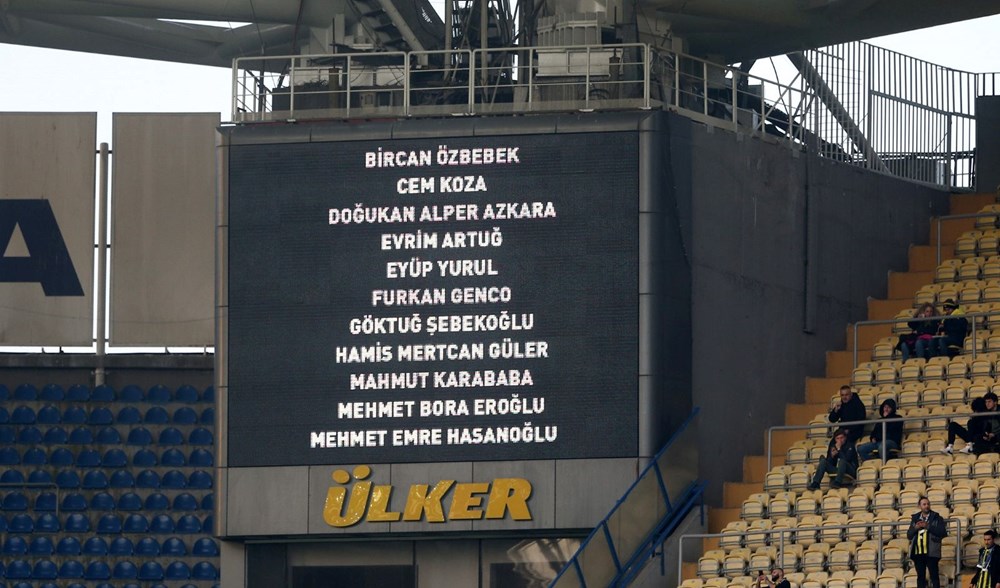 BİRCAN ÖZBEBEK
CEM KOZA
DOĞUKAN ALPER AZKARA
EVRİM ARTUĞ
EYÜP YURUL
FURKAN GENCO
GÖKTUĞ ŞEBEKOĞLU
HAMİS MERTCAN GÜLER
MAHMUT KARABABA
MEHMET BORA EROĞLU
MEHMET EMRE HASANOĞLU
ÜLKER
A